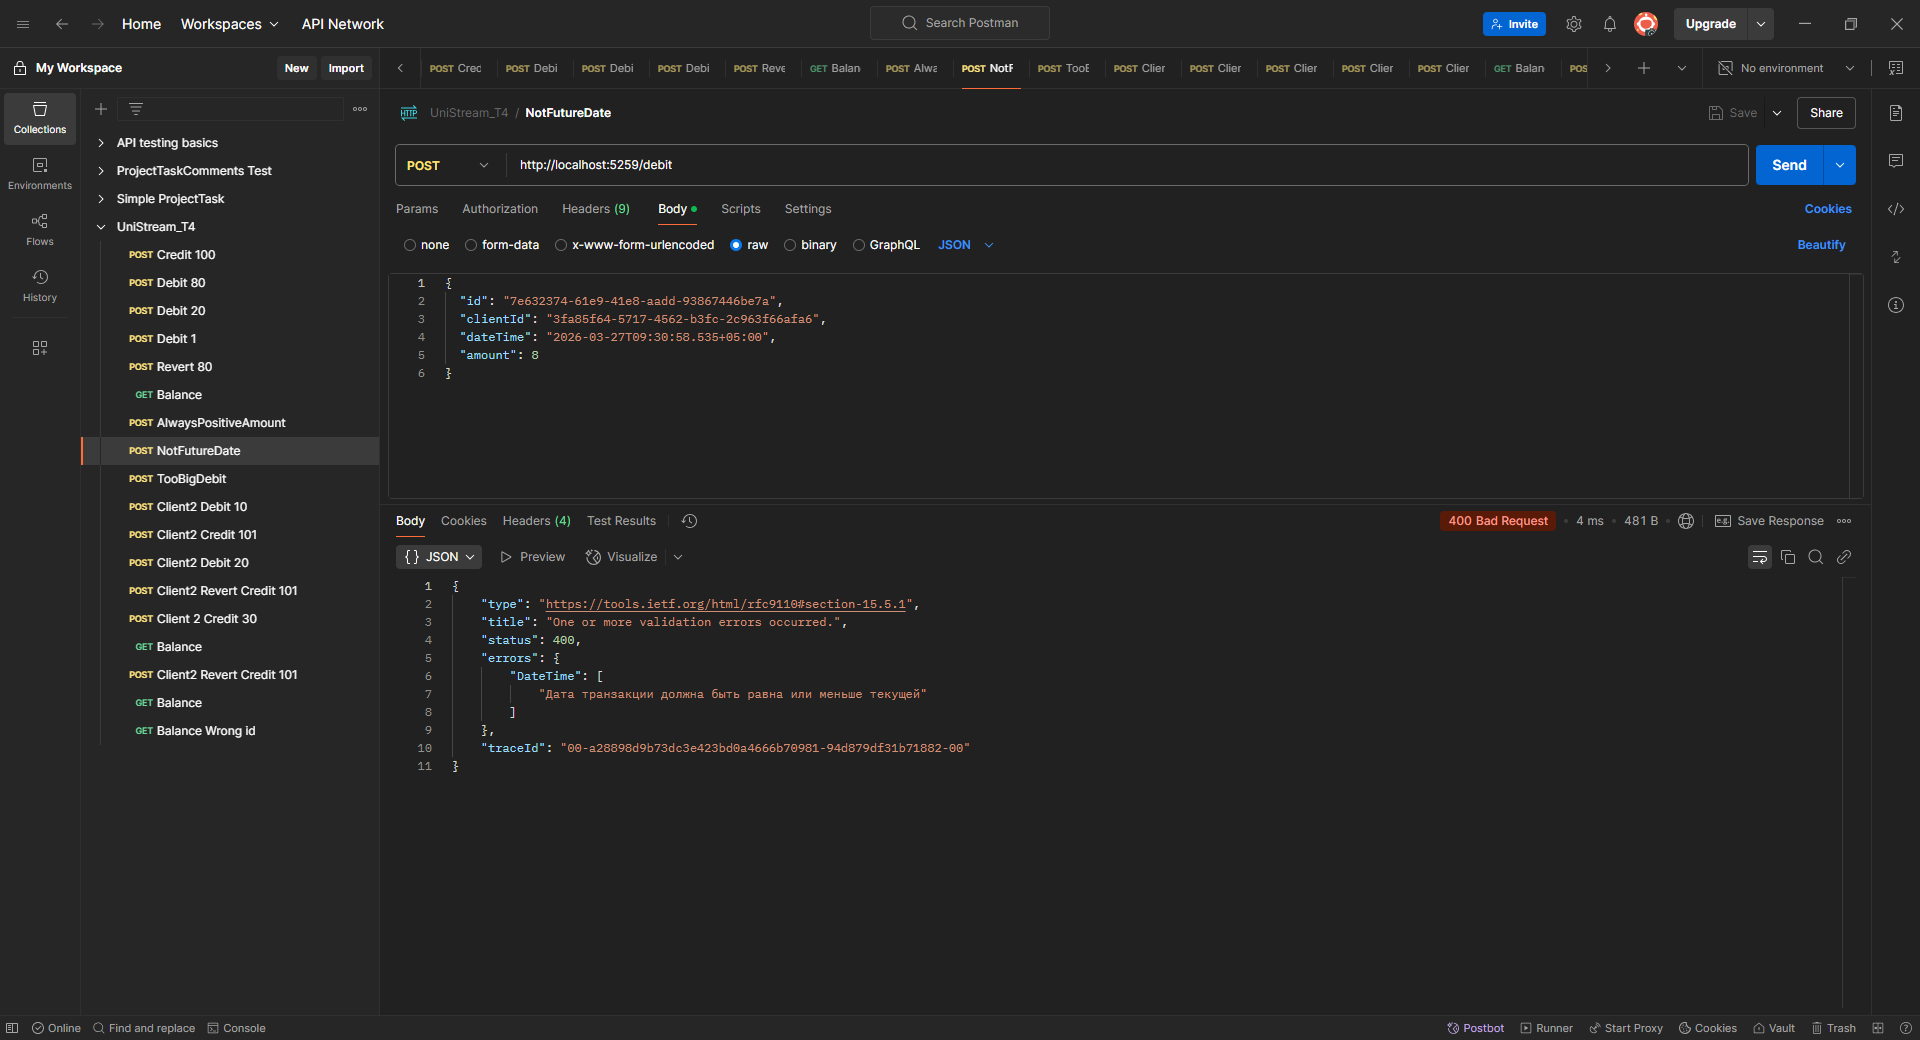 Home Workspaces API Network Search Postman Invite Upgrade
My Workspace New Import
POST Cred POST Debi POST Debi POST Debi POST Reve GET Balan POST Alwa POST NotF POST TooB POST Clier POST Clier POST Clier POST Clier POST Clier GET Balan POS No environment
Collections
Environments
Flows
History
API testing basics
ProjectTaskComments Test
Simple ProjectTask
UniStream_T4
POST Credit 100
POST Debit 80
POST Debit 20
POST Debit 1
POST Revert 80
GET Balance
POST AlwaysPositiveAmount
POST NotFutureDate
POST TooBigDebit
POST Client2 Debit 10
POST Client2 Credit 101
POST Client2 Debit 20
POST Client2 Revert Credit 101
POST Client 2 Credit 30
GET Balance
POST Client2 Revert Credit 101
GET Balance
GET Balance Wrong id
HTTP UniStream_T4 / NotFutureDate Save Share
POST http://localhost:5259/debit Send
Params Authorization Headers (9) Body Scripts Settings Cookies
none form-data x-www-form-urlencoded raw binary GraphQL JSON Beautify
1 {
2 "id": "7e632374-61e9-41e8-aadd-93867446be7a",
3 "clientId": "3fa85f64-5717-4562-b3fc-2c963f66afa6",
4 "dateTime": "2026-03-27T09:30:58.535+05:00",
5 "amount": 8
6 }
Body Cookies Headers (4) Test Results 400 Bad Request 4 ms 481 B e.g. Save Response
{} JSON Preview Visualize
1 {
2 "type": "https://tools.ietf.org/html/rfc9110#section-15.5.1",
3 "title": "One or more validation errors occurred.",
4 "status": 400,
5 "errors": {
6 "DateTime": [
7 "Дата транзакции должна быть равна или меньше текущей"
8 ]
9 },
10 "traceId": "00-a28898d9b73dc3e423bd0a4666b70981-94d879df31b71882-00"
11 }
Online Find and replace Console Postbot Runner Start Proxy Cookies Vault Trash